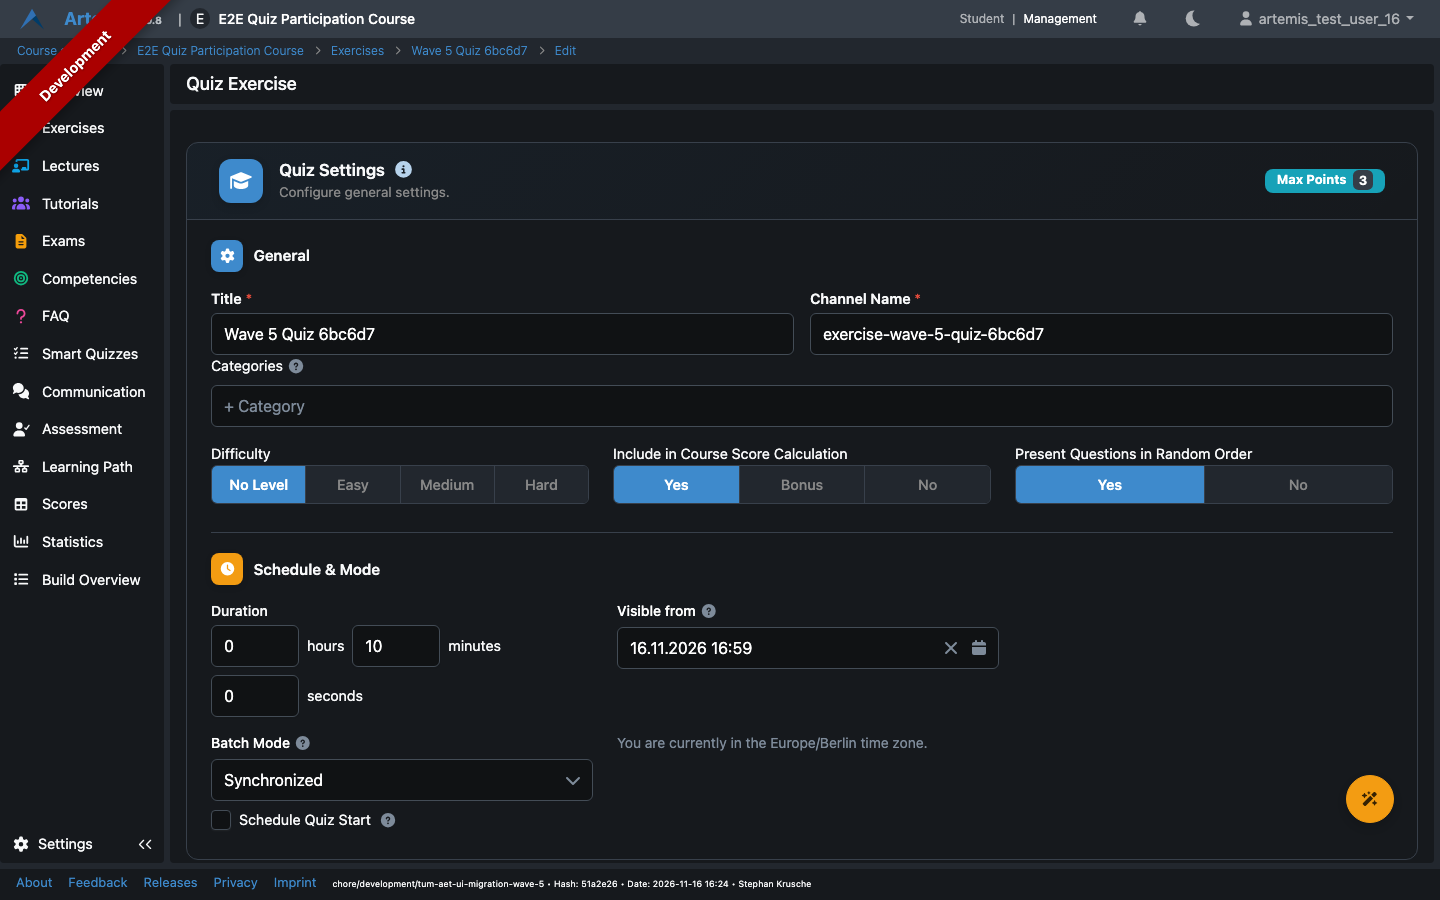 0.8
E
E2E Quiz Participation Course
Student | Management
artemis_test_user_16
Development
Course
E2E Quiz Participation Course
Exercises
Wave 5 Quiz 6bc6d7
Edit
Exercises
Lectures
Tutorials
Exams
Competencies
FAQ
Smart Quizzes
Communication
Assessment
Learning Path
Scores
Statistics
Build Overview
Settings
Quiz Exercise
Quiz Settings
Configure general settings.
Max Points 3
General
Title *
Channel Name *
Wave 5 Quiz 6bc6d7
exercise-wave-5-quiz-6bc6d7
Categories
+ Category
Difficulty
Include in Course Score Calculation
Present Questions in Random Order
No Level
Easy
Medium
Hard
Yes
Bonus
No
Yes
No
Schedule & Mode
Duration
Visible from
0 hours 10 minutes
16.11.2026 16:59
0 seconds
Batch Mode
You are currently in the Europe/Berlin time zone.
Synchronized
Schedule Quiz Start
About
Feedback
Releases
Privacy
Imprint
chore/development/tum-aet-ui-migration-wave-5 • Hash: 51a2e26 • Date: 2026-11-16 16:24 • Stephan Krusche